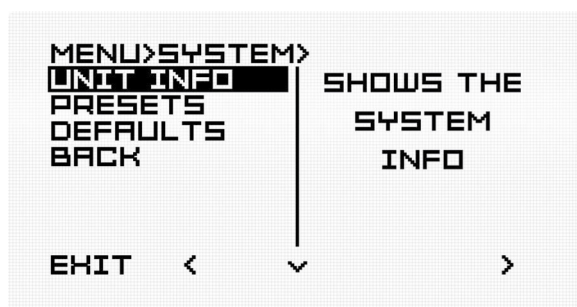 MENU>SYSTEM>
UNIT INFO
PRESETS
DEFAULTS
BACK
SHOWS THE
SYSTEM
INFO
EXIT < ⌄ >